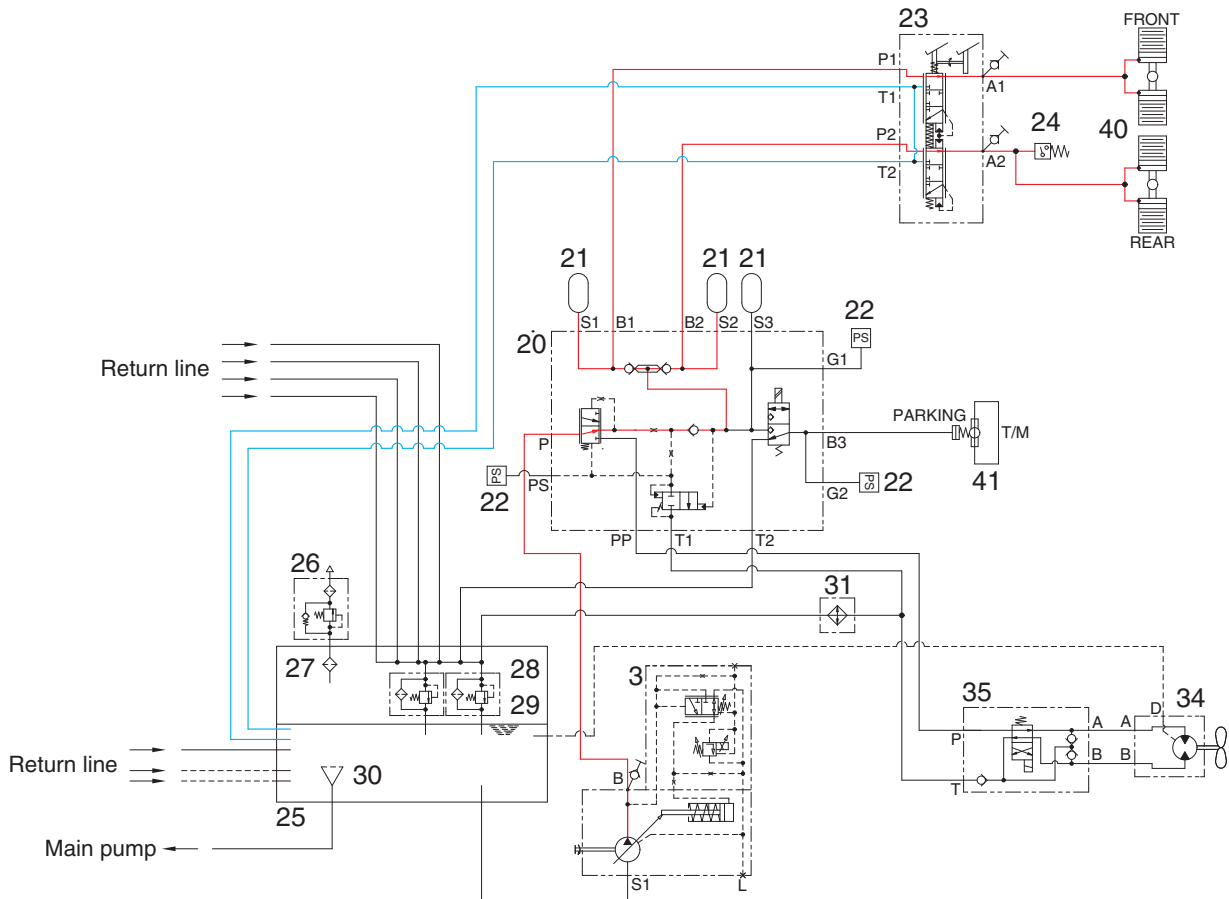 23
FRONT
P1
T1
A1
P2
T2
A2
24
40
REAR
21
21
21
S1
B1
B2
S2
S3
22
20
PS
G1
Return line
PARKING
T/M
P
B3
PS
PS
22
G2
PS
22
41
PP
T1
T2
26
31
27
28
29
3
35
34
D
A
A
P
B
B
T
Return line
30
B
25
Main pump
S1
L